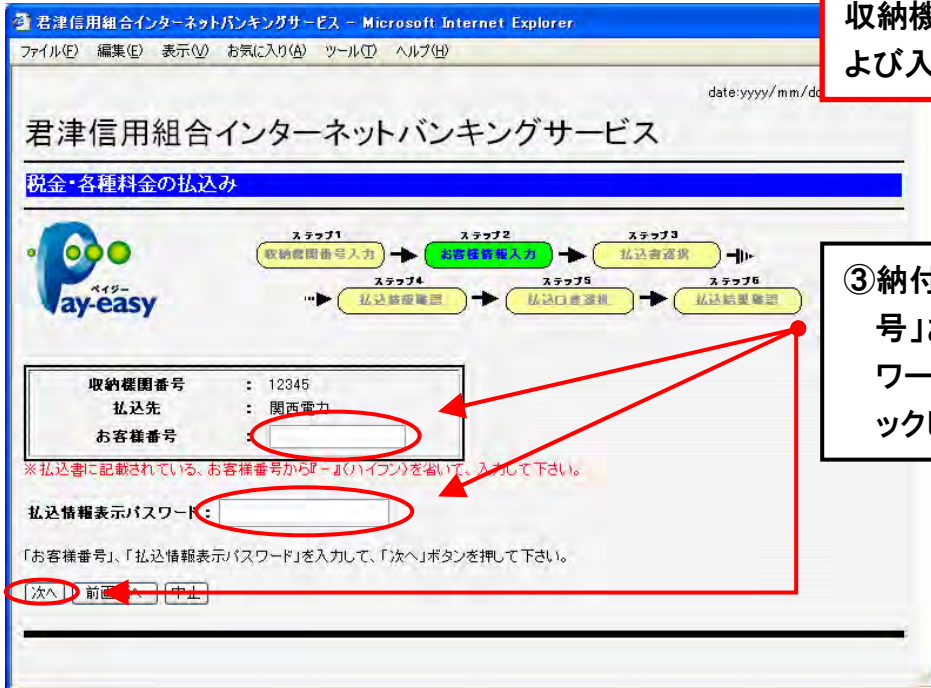 君津信用組合インターネットバンキングサービス - Microsoft Internet Explorer
ファイル(F) 編集(E) 表示(V) お気に入り(A) ツール(T) ヘルプ(H)
収納機
よび入
date:yyyy/mm/dd
君津信用組合インターネットバンキングサービス
税金・各種料金の払込み
ペイジー
Pay-easy
ステップ1 ステップ2 ステップ3
収納機関番号入力 お客様情報入力 払込書選択
ステップ4 ステップ5 ステップ6
払込情報確認 払込口座選択 払込結果確認
③納付
号」お
ワー
ックし
収納機関番号 : 12345
払込先 : 関西電力
お客様番号 :
※払込書に記載されている、お客様番号から『-』(ハイフン)を省いて、入力して下さい。
払込情報表示パスワード :
「お客様番号」、「払込情報表示パスワード」を入力して、「次へ」ボタンを押して下さい。
次へ 前画面へ 中止